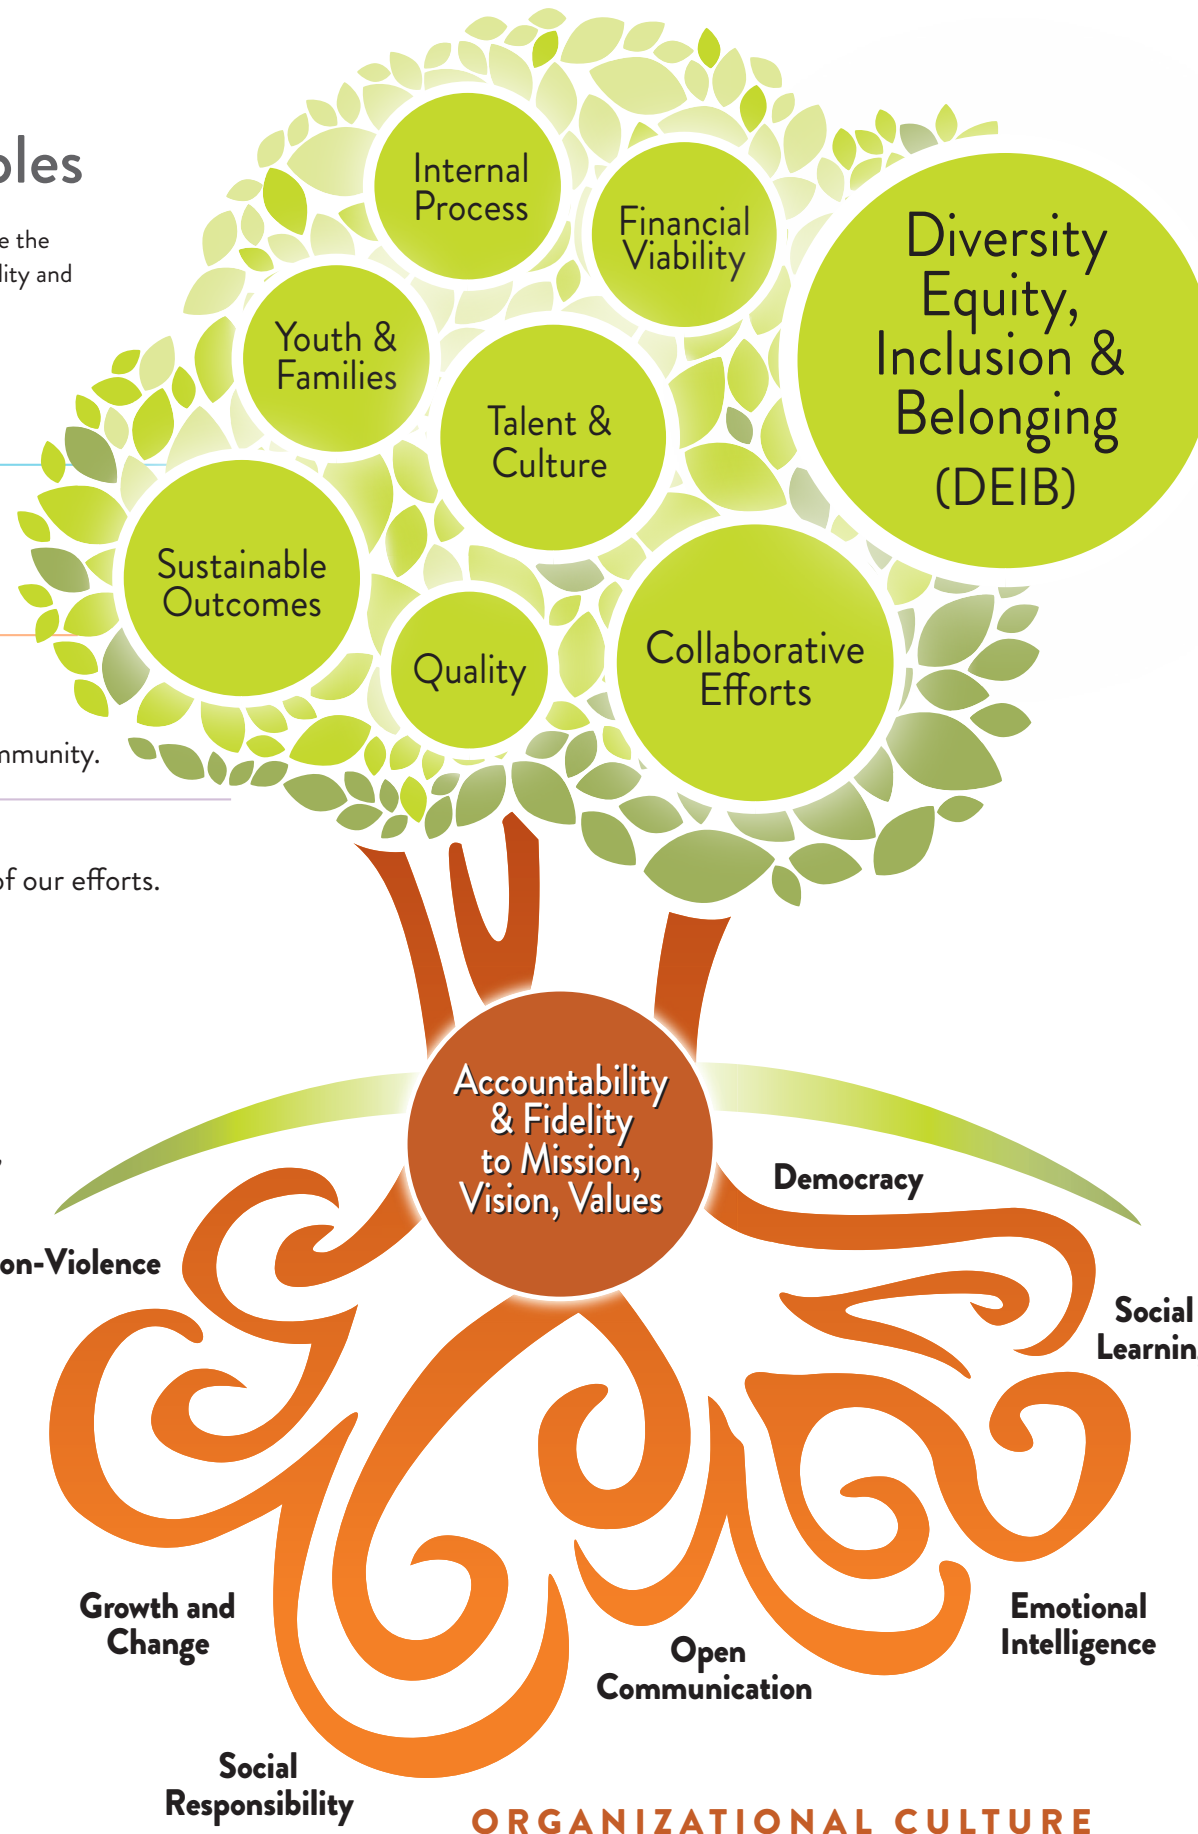 ples
e the
lity and
mmunity.
of our efforts.
Internal
Process
Financial
Viability
Diversity
Equity,
Inclusion &
Belonging
(DEIB)
Youth &
Families
Talent &
Culture
Sustainable
Outcomes
Quality
Collaborative
Efforts
Accountability
& Fidelity
to Mission,
Vision, Values
Democracy
on-Violence
Social
Learnin
Growth and
Change
Emotional
Intelligence
Open
Communication
Social
Responsibility
ORGANIZATIONAL CULTURE